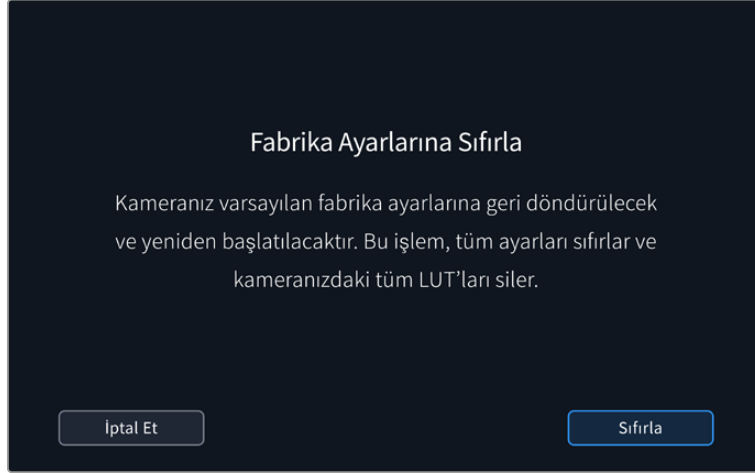 Fabrika Ayarlarına Sıfırla
Kameranız varsayılan fabrika ayarlarına geri döndürülecek
ve yeniden başlatılacaktır. Bu işlem, tüm ayarları sıfırlar ve
kameranızdaki tüm LUT’ları siler.
İptal Et
Sıfırla